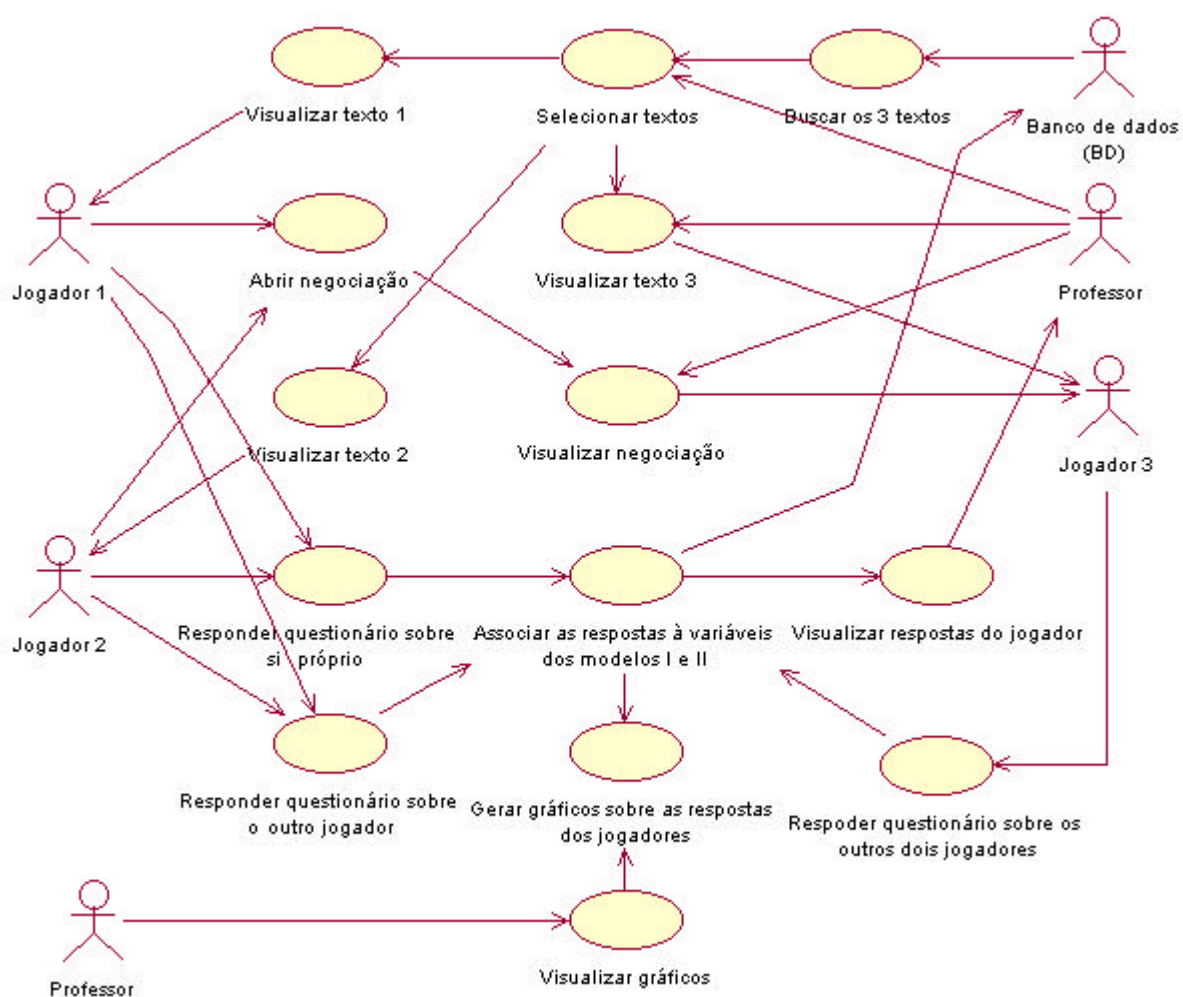 Visualizar texto 1
Selecionar textos
Buscar os 3 textos
Banco de dados
(BD)
Jogador 1
Abrir negociação
Visualizar texto 3
Professor
Visualizar texto 2
Visualizar negociação
Jogador 3
Jogador 2
Responder questionário sobre
si próprio
Associar as respostas à variáveis
dos modelos I e II
Visualizar respostas do jogador
Responder questionário sobre
o outro jogador
Gerar gráficos sobre as respostas
dos jogadores
Respoder questionário sobre os
outros dois jogadores
Professor
Visualizar gráficos